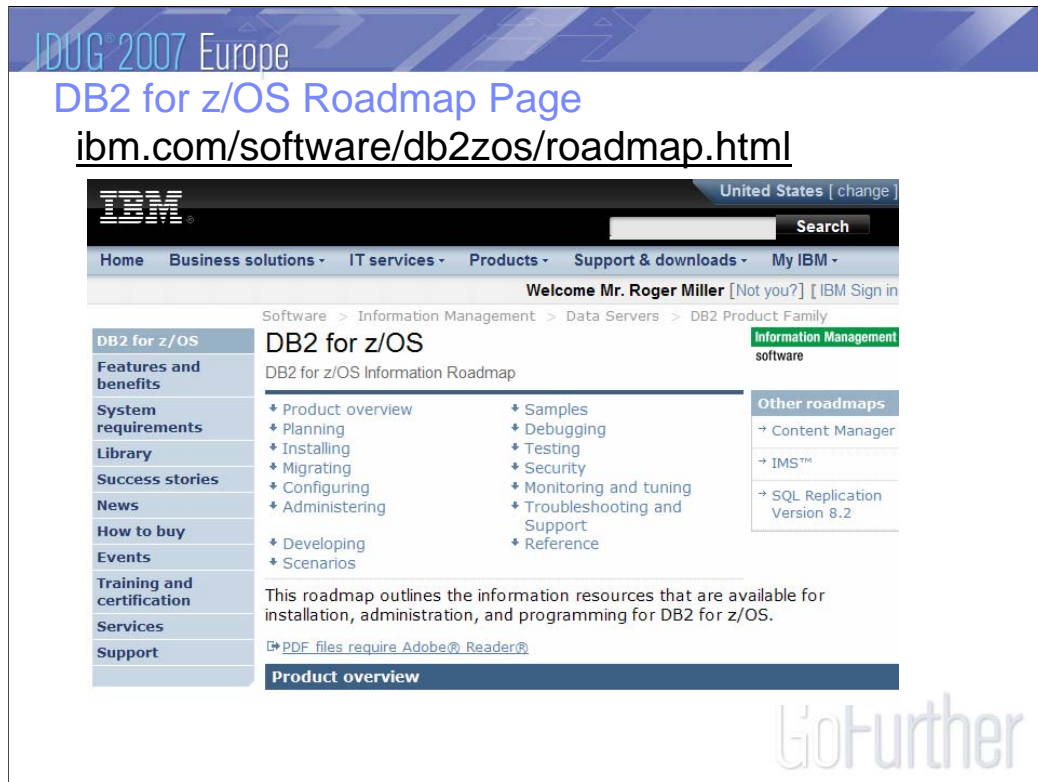 IDUG® 2007 Europe
DB2 for z/OS Roadmap Page
ibm.com/software/db2zos/roadmap.html
United States [ change ]
IBM®
Search
Home Business solutions IT services Products Support & downloads My IBM
Welcome Mr. Roger Miller [Not you?] [ IBM Sign in
Software > Information Management > Data Servers > DB2 Product Family
DB2 for z/OS
Features and
benefits
System
requirements
Library
Success stories
News
How to buy
Events
Training and
certification
Services
Support
DB2 for z/OS
DB2 for z/OS Information Roadmap
Product overview
Planning
Installing
Migrating
Configuring
Administering
Developing
Scenarios
Samples
Debugging
Testing
Security
Monitoring and tuning
Troubleshooting and
Support
Reference
This roadmap outlines the information resources that are available for
installation, administration, and programming for DB2 for z/OS.
PDF files require Adobe® Reader®
Product overview
Information Management
software
Other roadmaps
Content Manager
IMS™
SQL Replication
Version 8.2
GoFurther